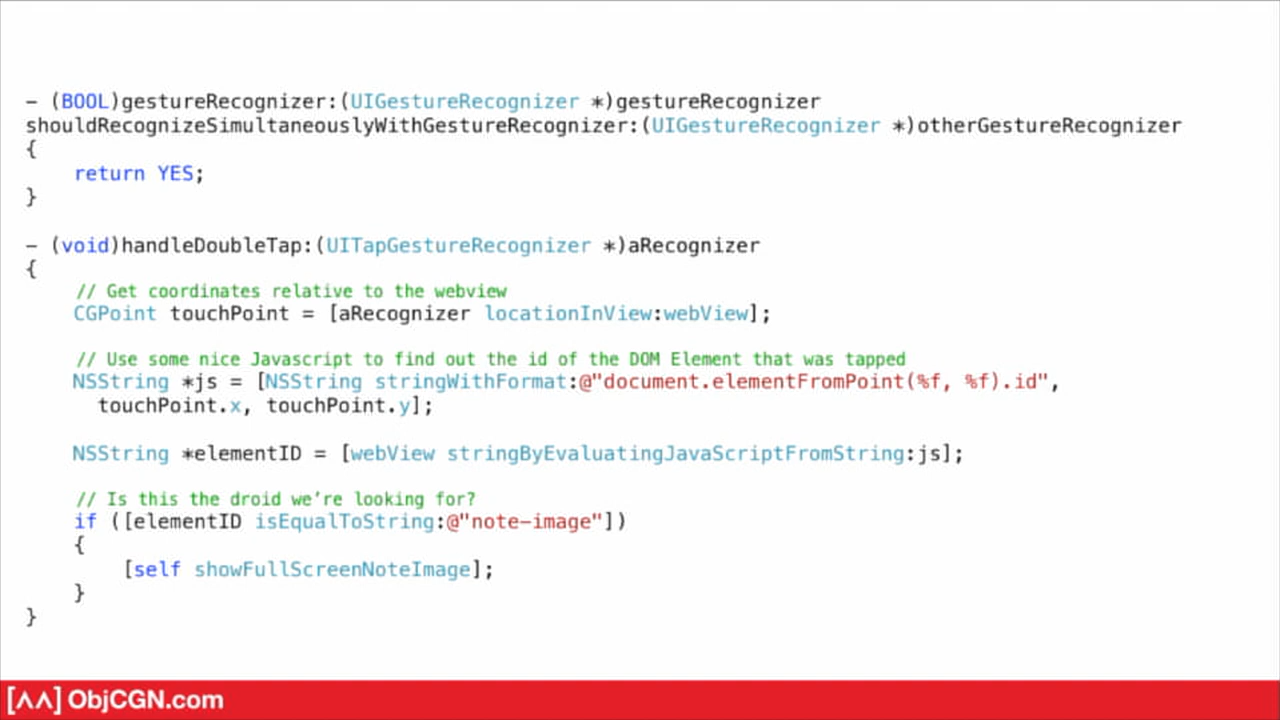 - (BOOL)gestureRecognizer:(UIGestureRecognizer *)gestureRecognizer
shouldRecognizeSimultaneouslyWithGestureRecognizer:(UIGestureRecognizer *)otherGestureRecognizer
{
    return YES;
}
- (void)handleDoubleTap:(UITapGestureRecognizer *)aRecognizer
{
    // Get coordinates relative to the webview
    CGPoint touchPoint = [aRecognizer locationInView:webView];
    // Use some nice Javascript to find out the id of the DOM Element that was tapped
    NSString *js = [NSString stringWithFormat:@"document.elementFromPoint(%f, %f).id",
      touchPoint.x, touchPoint.y];
    NSString *elementID = [webView stringByEvaluatingJavaScriptFromString:js];
    // Is this the droid we’re looking for?
    if ([elementID isEqualToString:@"note-image"])
    {
        [self showFullScreenNoteImage];
    }
}
[ʌʌ] ObjCGN.com